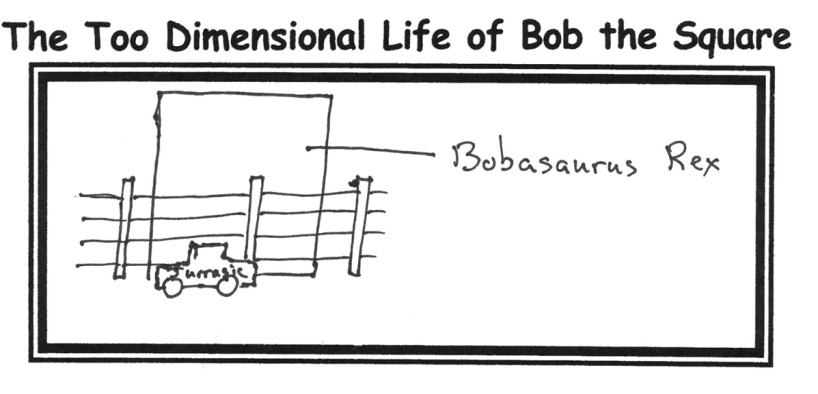 The Too Dimensional Life of Bob the Square
Bobasaurus Rex
Jurrasic